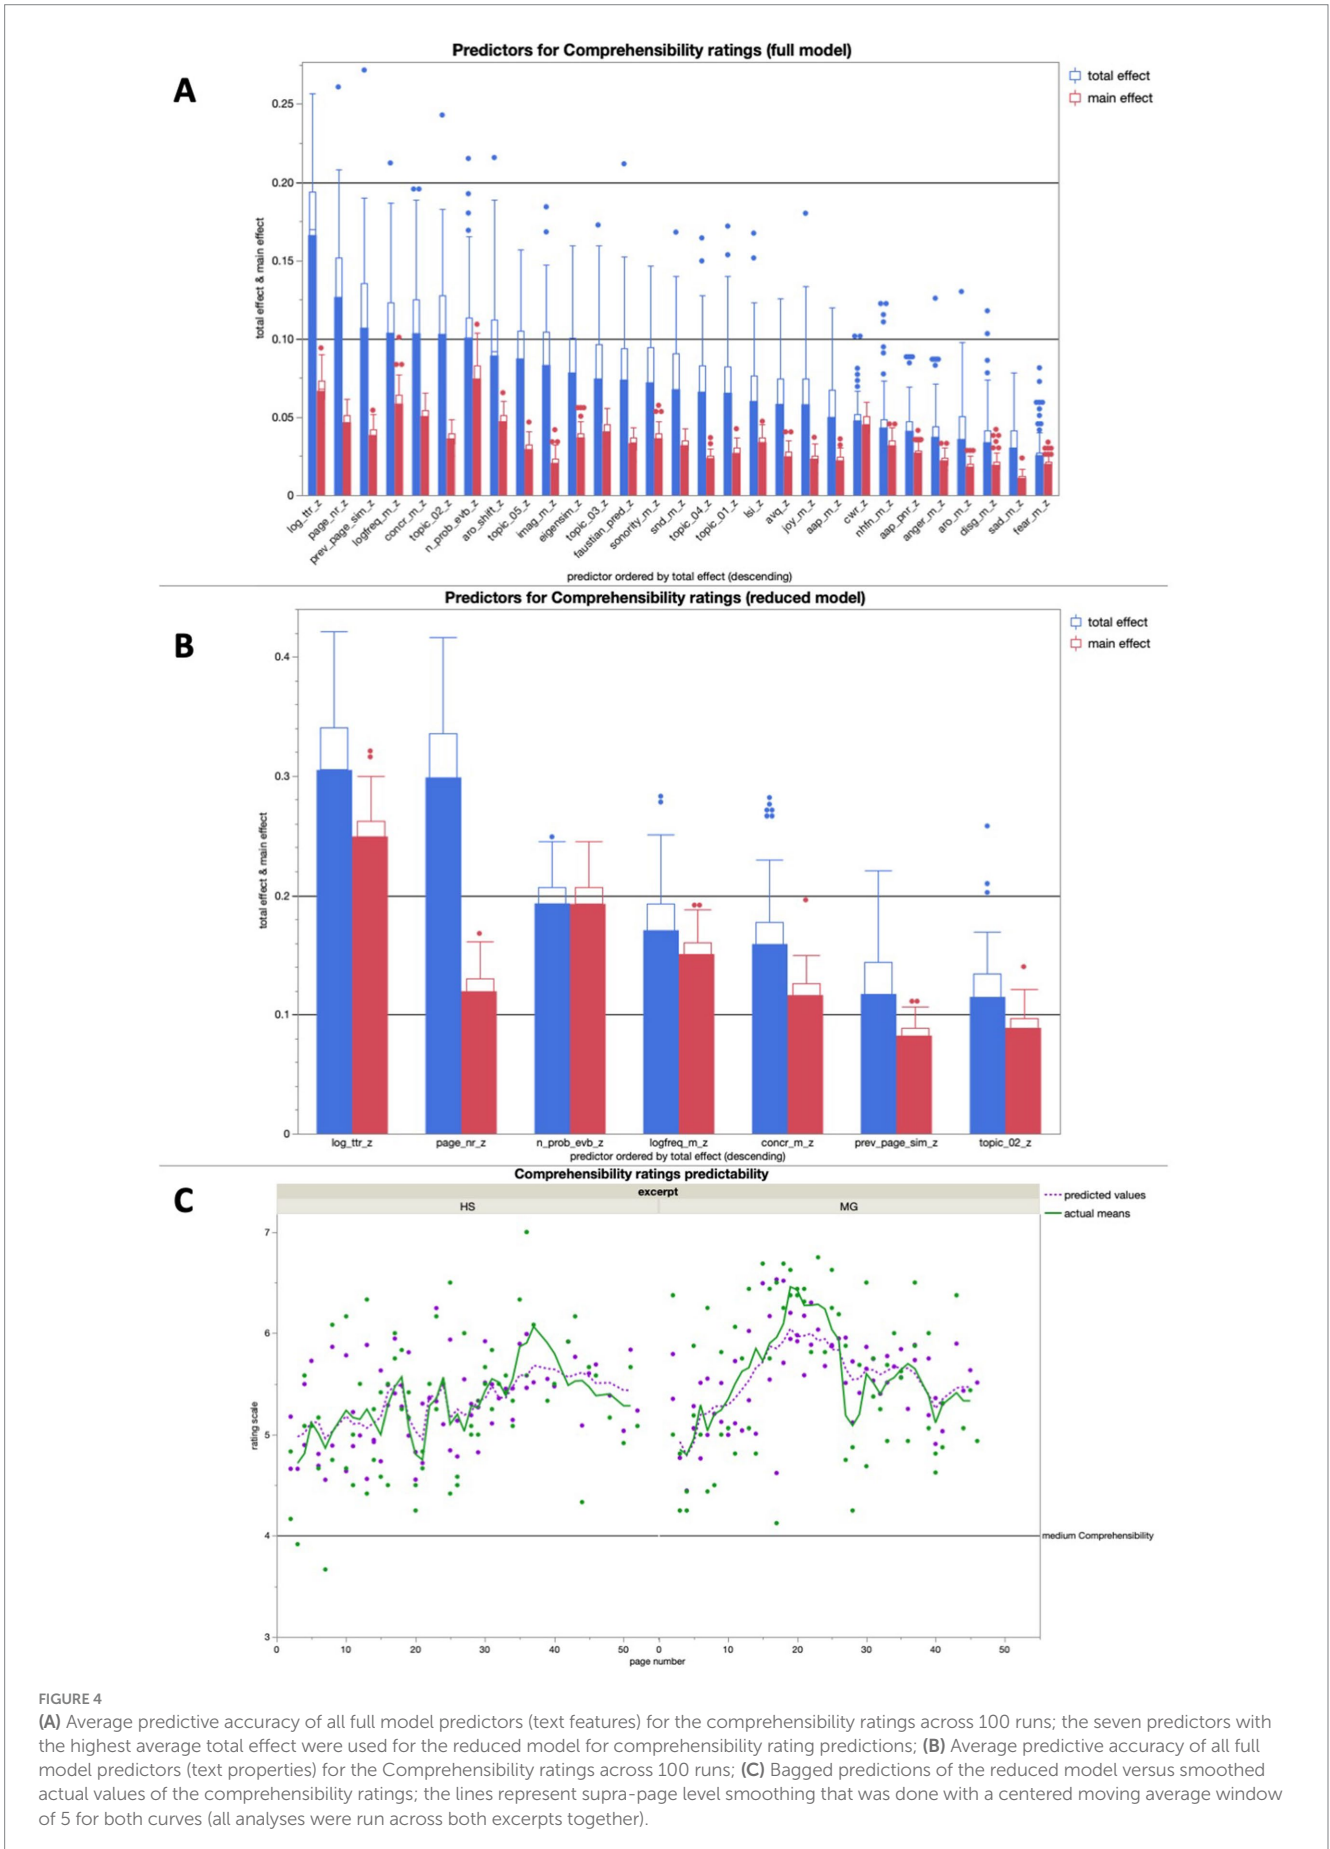 Predictors for Comprehensibility ratings (full model)
A
total effect
main effect
total effect & main effect
0.25
0.20
0.15
0.10
0.05
0
log_ttr_z
page_nr_z
prev_page_sim_z
logfreq_m_z
concr_m_z
topic_02_z
n_prob_evb_z
aro_shift_z
topic_05_z
imag_m_z
eigensim_z
topic_03_z
faustian_pred_z
sonority_m_z
snd_m_z
topic_04_z
topic_01_z
lsi_z
avq_z
joy_m_z
aap_m_z
cwr_z
nhfn_m_z
aap_pnr_z
anger_m_z
aro_m_z
disg_m_z
sad_m_z
fear_m_z
predictor ordered by total effect (descending)
Predictors for Comprehensibility ratings (reduced model)
B
total effect
main effect
total effect & main effect
0.4
0.3
0.2
0.1
0
log_ttr_z
page_nr_z
n_prob_evb_z
logfreq_m_z
concr_m_z
prev_page_sim_z
topic_02_z
predictor ordered by total effect (descending)
Comprehensibility ratings predictability
C
excerpt
HS
MG
predicted values
actual means
rating scale
7
6
5
4
3
medium Comprehensibility
0 10 20 30 40 50 0 10 20 30 40 50
page number
FIGURE 4
(A) Average predictive accuracy of all full model predictors (text features) for the comprehensibility ratings across 100 runs; the seven predictors with
the highest average total effect were used for the reduced model for comprehensibility rating predictions; (B) Average predictive accuracy of all full
model predictors (text properties) for the Comprehensibility ratings across 100 runs; (C) Bagged predictions of the reduced model versus smoothed
actual values of the comprehensibility ratings; the lines represent supra-page level smoothing that was done with a centered moving average window
of 5 for both curves (all analyses were run across both excerpts together).